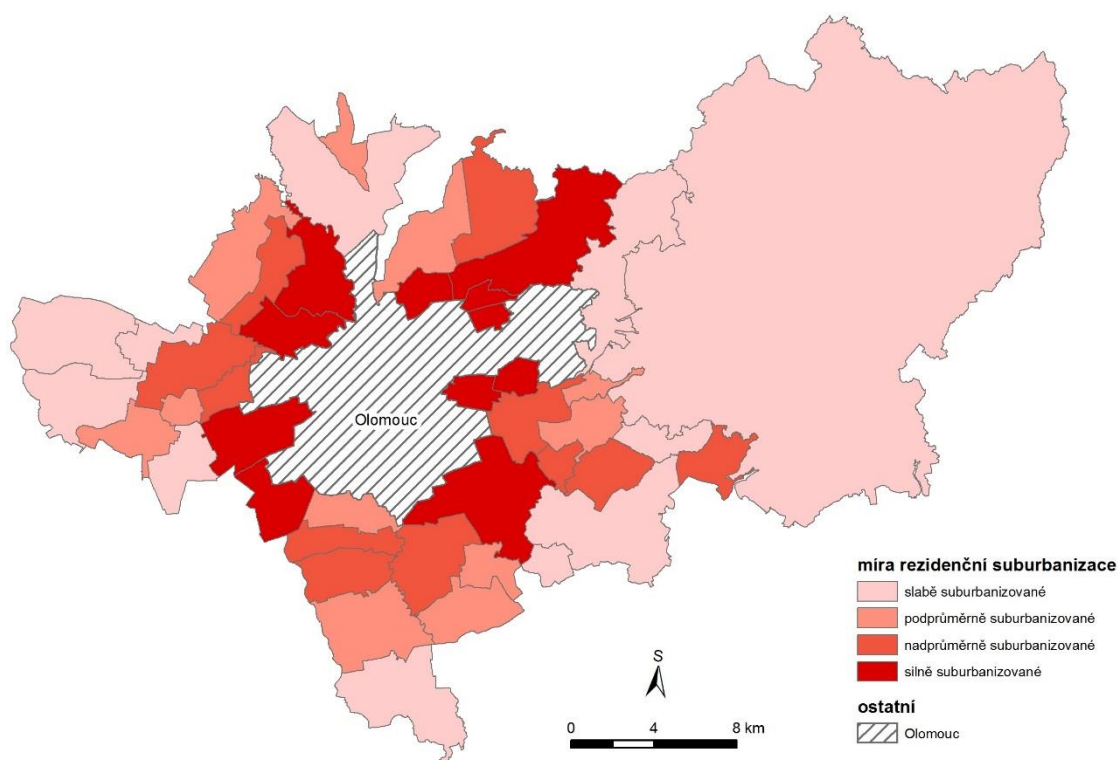 Olomouc
míra rezidenční suburbanizace
slabě suburbanizované
podprůměrně suburbanizované
nadprůměrně suburbanizované
silně suburbanizované
ostatní
Olomouc
S
0 4 8 km